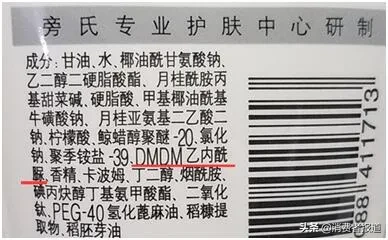 旁氏专业护肤中心研制
成分：甘油、水、椰油酰甘氨酸钠、
乙二醇二硬脂酸酯、月桂酰胺丙
基甜菜碱、硬脂酸、甲基椰油酰基
牛磺酸钠、月桂亚氨基二乙酸二
钠、柠檬酸、鲸蜡醇聚醚-20、氯化
钠、聚季铵盐-39、DMDM乙内酰
脲、香精、卡波姆、丁二醇、烟酰胺、
碘丙炔醇丁基氨甲酸酯、二氧化
钛、PEG-40氢化蓖麻油、稻糠提
取物、稻胚芽油
088411713
头条 @消费者报道